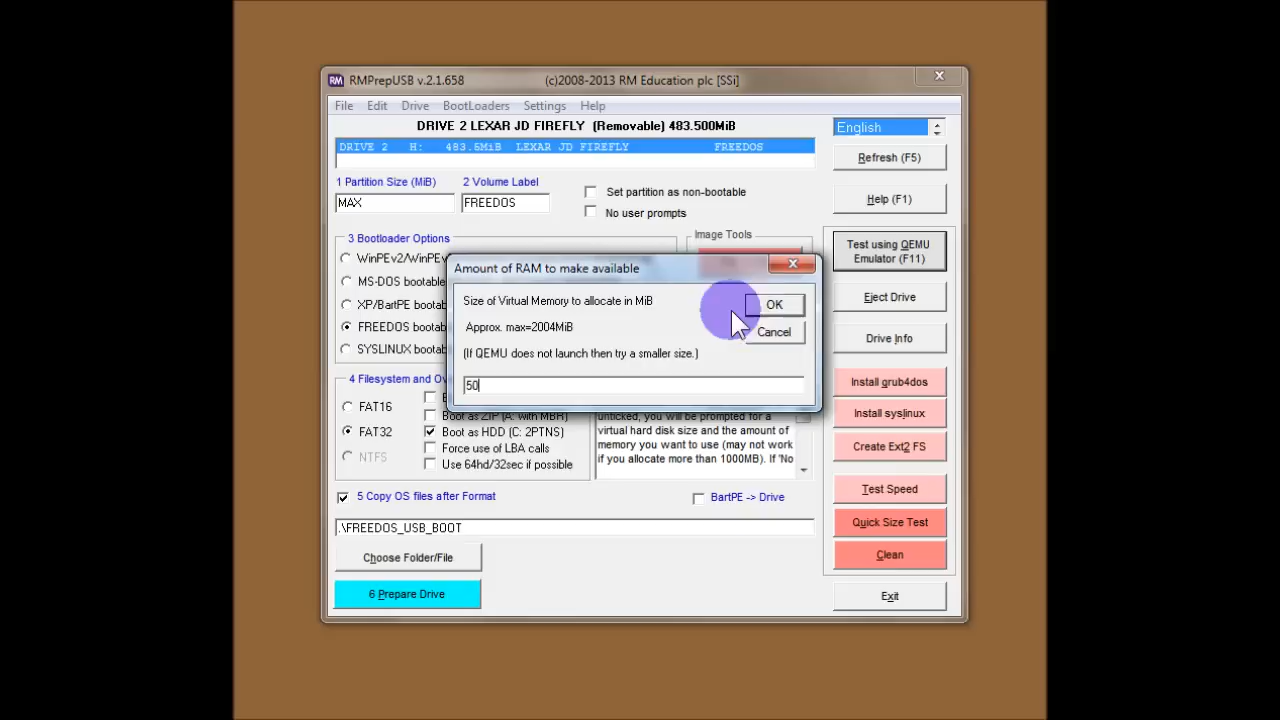 RM RMPrepUSB v.2.1.658 (c)2008-2013 RM Education plc [SSi]
File Edit Drive BootLoaders Settings Help
DRIVE 2 LEXAR JD FIREFLY (Removable) 483.500MiB
English
DRIVE 2 H: 483.5MiB LEXAR JD FIREFLY FREEDOS
Refresh (F5)
1 Partition Size (MiB) 2 Volume Label
Set partition as non-bootable
MAX
FREEDOS
No user prompts
Help (F1)
3 Bootloader Options
Image Tools
WinPEv2/WinPEv
MS-DOS bootable
XP/BartPE bootable
FREEDOS bootab
SYSLINUX bootab
Test using QEMU
Emulator (F11)
Amount of RAM to make available
Size of Virtual Memory to allocate in MiB
Approx. max=2004MiB
(If QEMU does not launch then try a smaller size.)
OK
Cancel
50
Eject Drive
Drive Info
4 Filesystem and Ov
FAT16
FAT32
NTFS
Boot as ZIP (A: with MBR)
Boot as HDD (C: 2PTNS)
Force use of LBA calls
Use 64hd/32sec if possible
unticked, you will be prompted for a
virtual hard disk size and the amount of
memory you want to use (may not work
if you allocate more than 1000MB). If 'No
Install grub4dos
Install syslinux
Create Ext2 FS
Test Speed
Quick Size Test
Clean
5 Copy OS files after Format
BartPE -> Drive
.\FREEDOS_USB_BOOT
Choose Folder/File
6 Prepare Drive
Exit